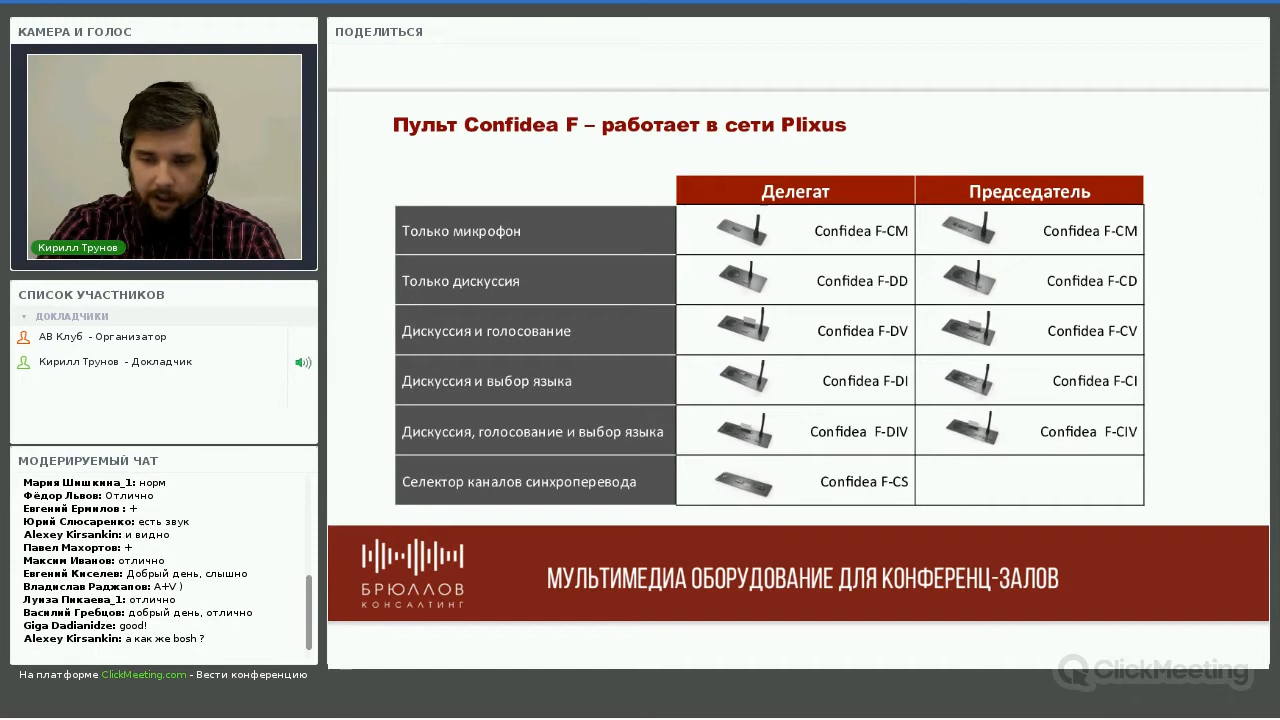 КАМЕРА И ГОЛОС
Кирилл Трунов
СПИСОК УЧАСТНИКОВ
ДОКЛАДЧИКИ
АВ Клуб - Организатор
Кирилл Трунов - Докладчик
МОДЕРИРУЕМЫЙ ЧАТ
Мария Шишкина_1: норм
Фёдор Львов: Отлично
Евгений Ермилов : +
Юрий Слюсаренко: есть звук
Alexey Kirsankin: и видно
Павел Махортов: +
Максим Иванов: отлично
Евгений Киселев: Добрый день, слышно
Владислав Раджапов: A+V )
Луиза Пикаева_1: отлично
Василий Гребцов: добрый день, отлично
Giga Dadianidze: good!
Alexey Kirsankin: а как же bosh ?
На платформе ClickMeeting.com - Вести конференцию
ПОДЕЛИТЬСЯ
Пульт Confidea F – работает в сети Plixus
Делегат Председатель
Только микрофон Confidea F-CM Confidea F-CM
Только дискуссия Confidea F-DD Confidea F-CD
Дискуссия и голосование Confidea F-DV Confidea F-CV
Дискуссия и выбор языка Confidea F-DI Confidea F-CI
Дискуссия, голосование и выбор языка Confidea F-DIV Confidea F-CIV
Селектор каналов синхроперевода Confidea F-CS
БРЮЛЛОВ
КОНСАЛТИНГ
МУЛЬТИМЕДИА ОБОРУДОВАНИЕ ДЛЯ КОНФЕРЕНЦ-ЗАЛОВ
ClickMeeting